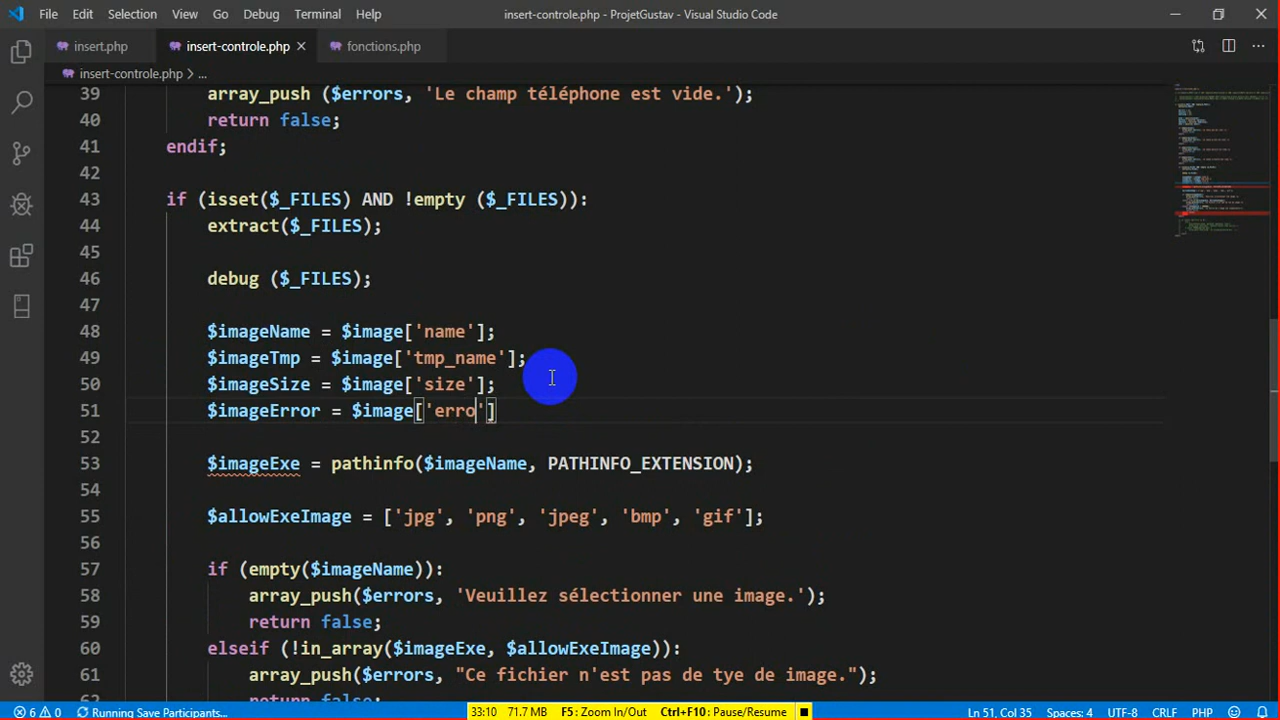 File Edit Selection View Go Debug Terminal Help insert-controle.php - ProjetGustav - Visual Studio Code
insert.php insert-controle.php fonctions.php
insert-controle.php > ...
39 array_push ($errors, 'Le champ téléphone est vide.');
40 return false;
41 endif;
42
43 if (isset($_FILES) AND !empty ($_FILES)):
44 extract($_FILES);
45
46 debug ($_FILES);
47
48 $imageName = $image['name'];
49 $imageTmp = $image['tmp_name'];
50 $imageSize = $image['size'];
51 $imageError = $image['erro']
52
53 $imageExe = pathinfo($imageName, PATHINFO_EXTENSION);
54
55 $allowExeImage = ['jpg', 'png', 'jpeg', 'bmp', 'gif'];
56
57 if (empty($imageName)):
58 array_push($errors, 'Veuillez sélectionner une image.');
59 return false;
60 elseif (!in_array($imageExe, $allowExeImage)):
61 array_push($errors, "Ce fichier n'est pas de tye de image.");
62 return false;
6 0 Running Save Participants... 33:10 71.7 MB F5: Zoom In/Out Ctrl+F10: Pause/Resume Ln 51, Col 35 Spaces: 4 UTF-8 CRLF PHP